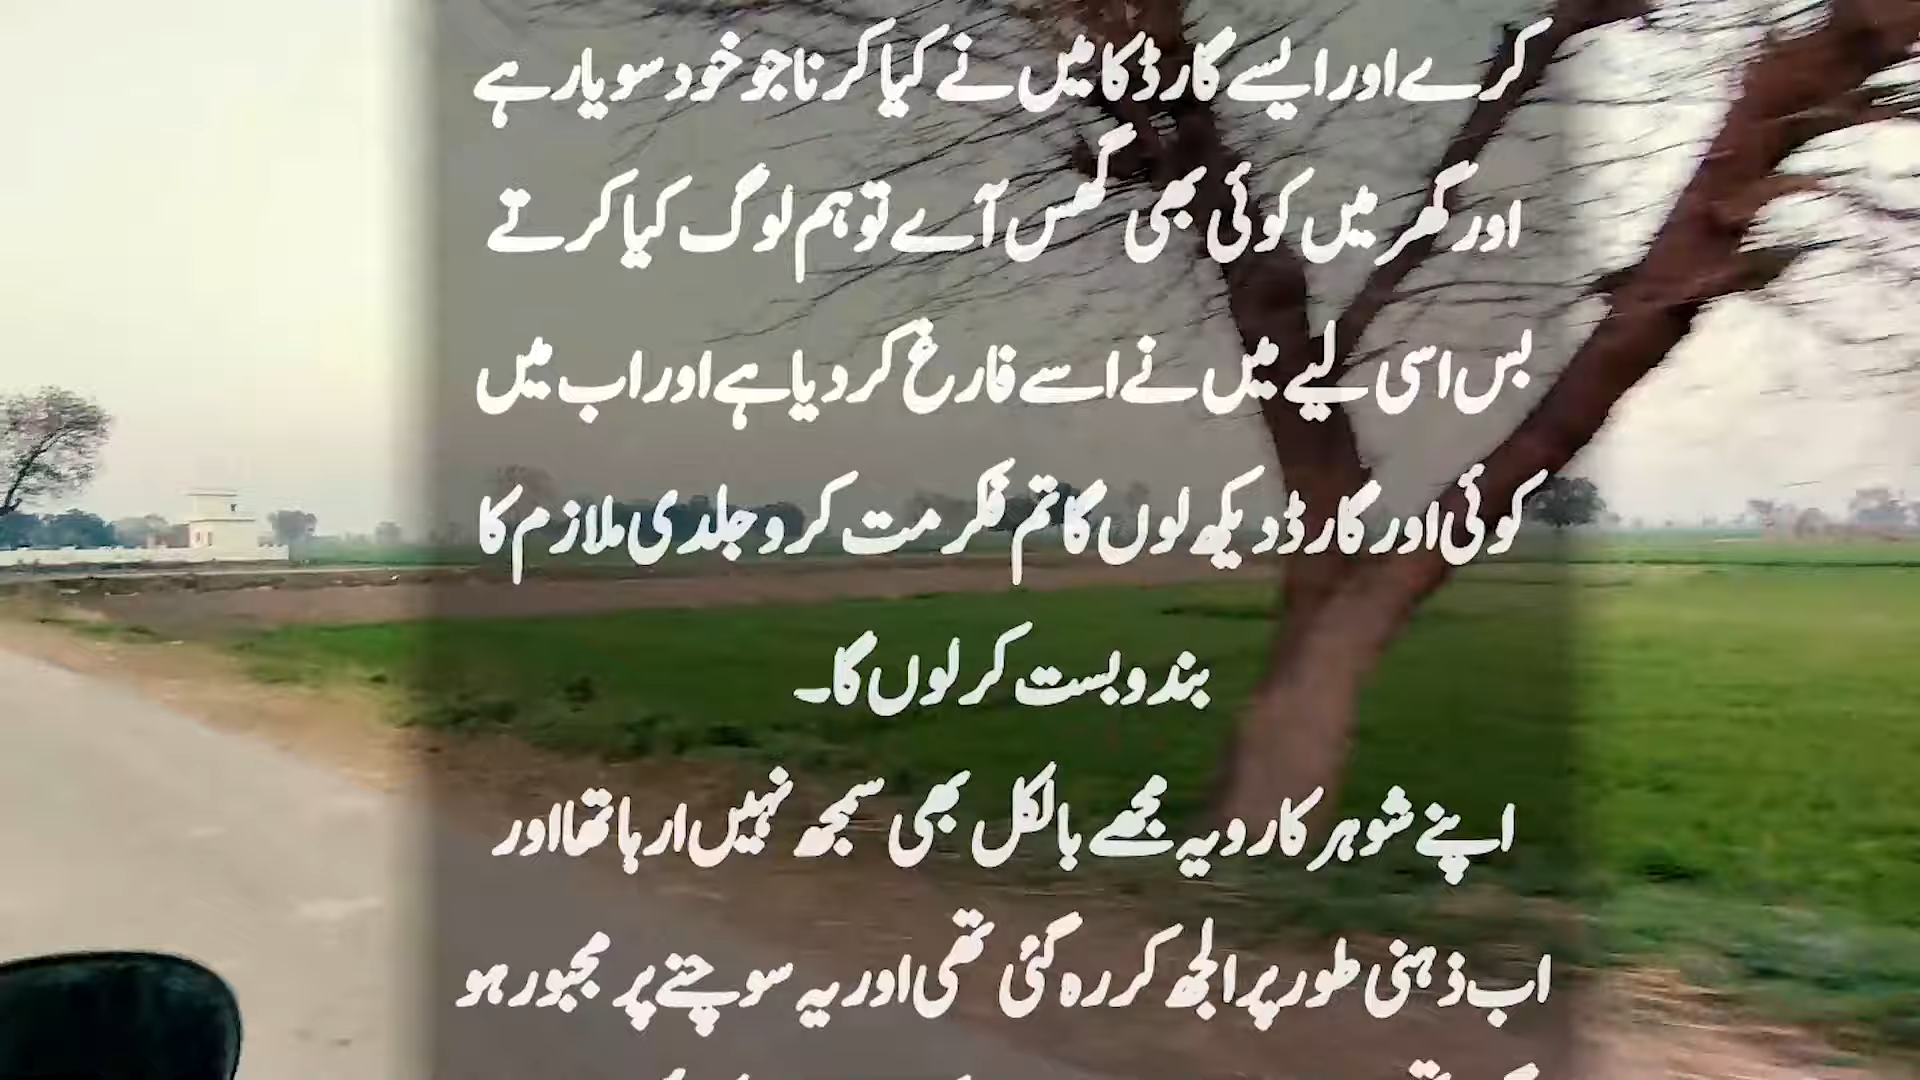 کرے اور ایسے گارڈ کا میں نے کیا کرنا جو خود سویا رہے
اور گھر میں کوئی بھی گھس آے تو ہم لوگ کیا کرتے
بس اسی لیے میں نے اسے فارغ کر دیا ہے اور اب میں
کوئی اور گارڈ دیکھ لوں گا تم فکر مت کرو جلدی ملازم کا
بندوبست کر لوں گا۔
اپنے شوہر کا رویہ مجھے بالکل بھی سمجھ نہیں ارہا تھا اور
اب ذہنی طور پر الجھ کر رہ گئی تھی اور یہ سوچتے پر مجبور ہو